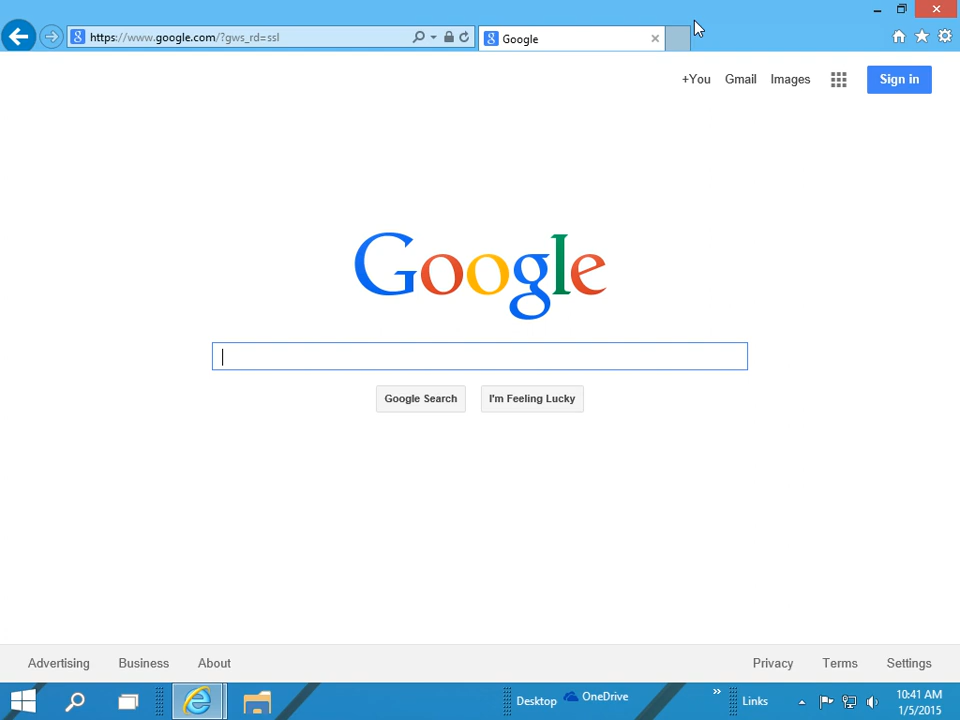 https://www.google.com/?gws_rd=ssl
Google
+You Gmail Images Sign in
Google
Google Search I'm Feeling Lucky
Advertising Business About Privacy Terms Settings
Desktop OneDrive » Links 10:41 AM
1/5/2015